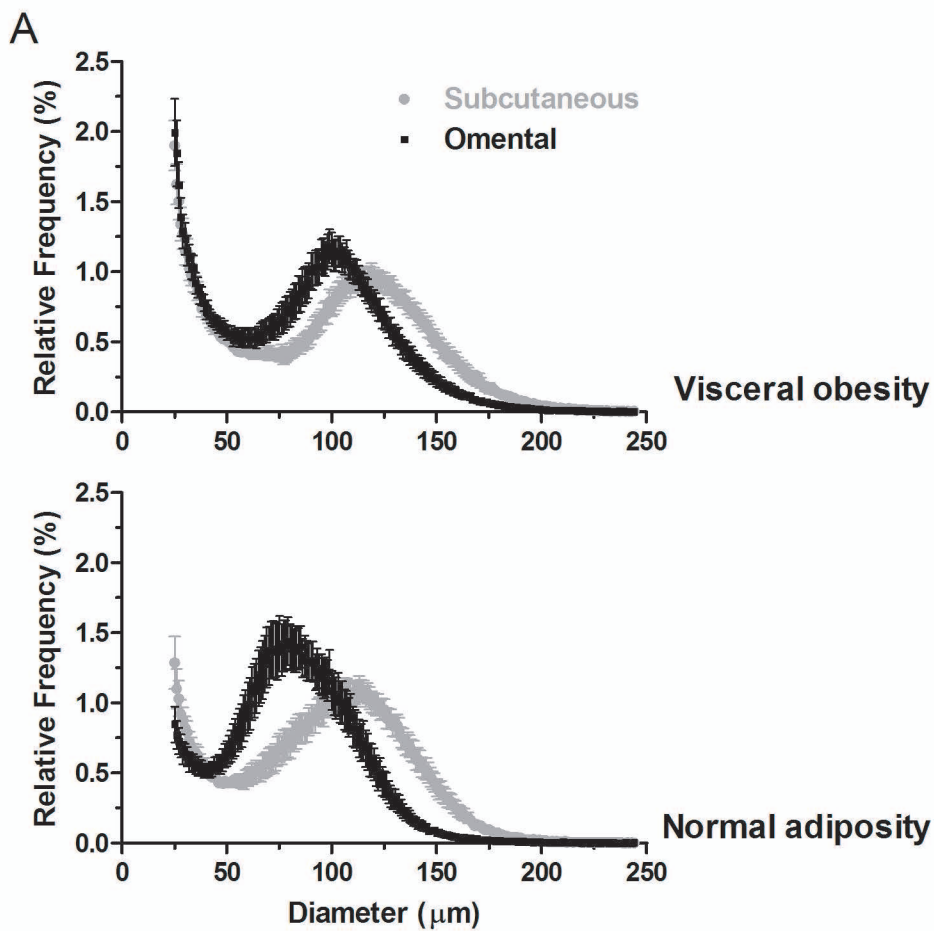 A
2.5
2.0
1.5
1.0
0.5
0.0
Relative Frequency (%)
Subcutaneous
Omental
0 50 100 150 200 250
Visceral obesity
2.5
2.0
1.5
1.0
0.5
0.0
Relative Frequency (%)
0 50 100 150 200 250
Normal adiposity
Diameter (μm)